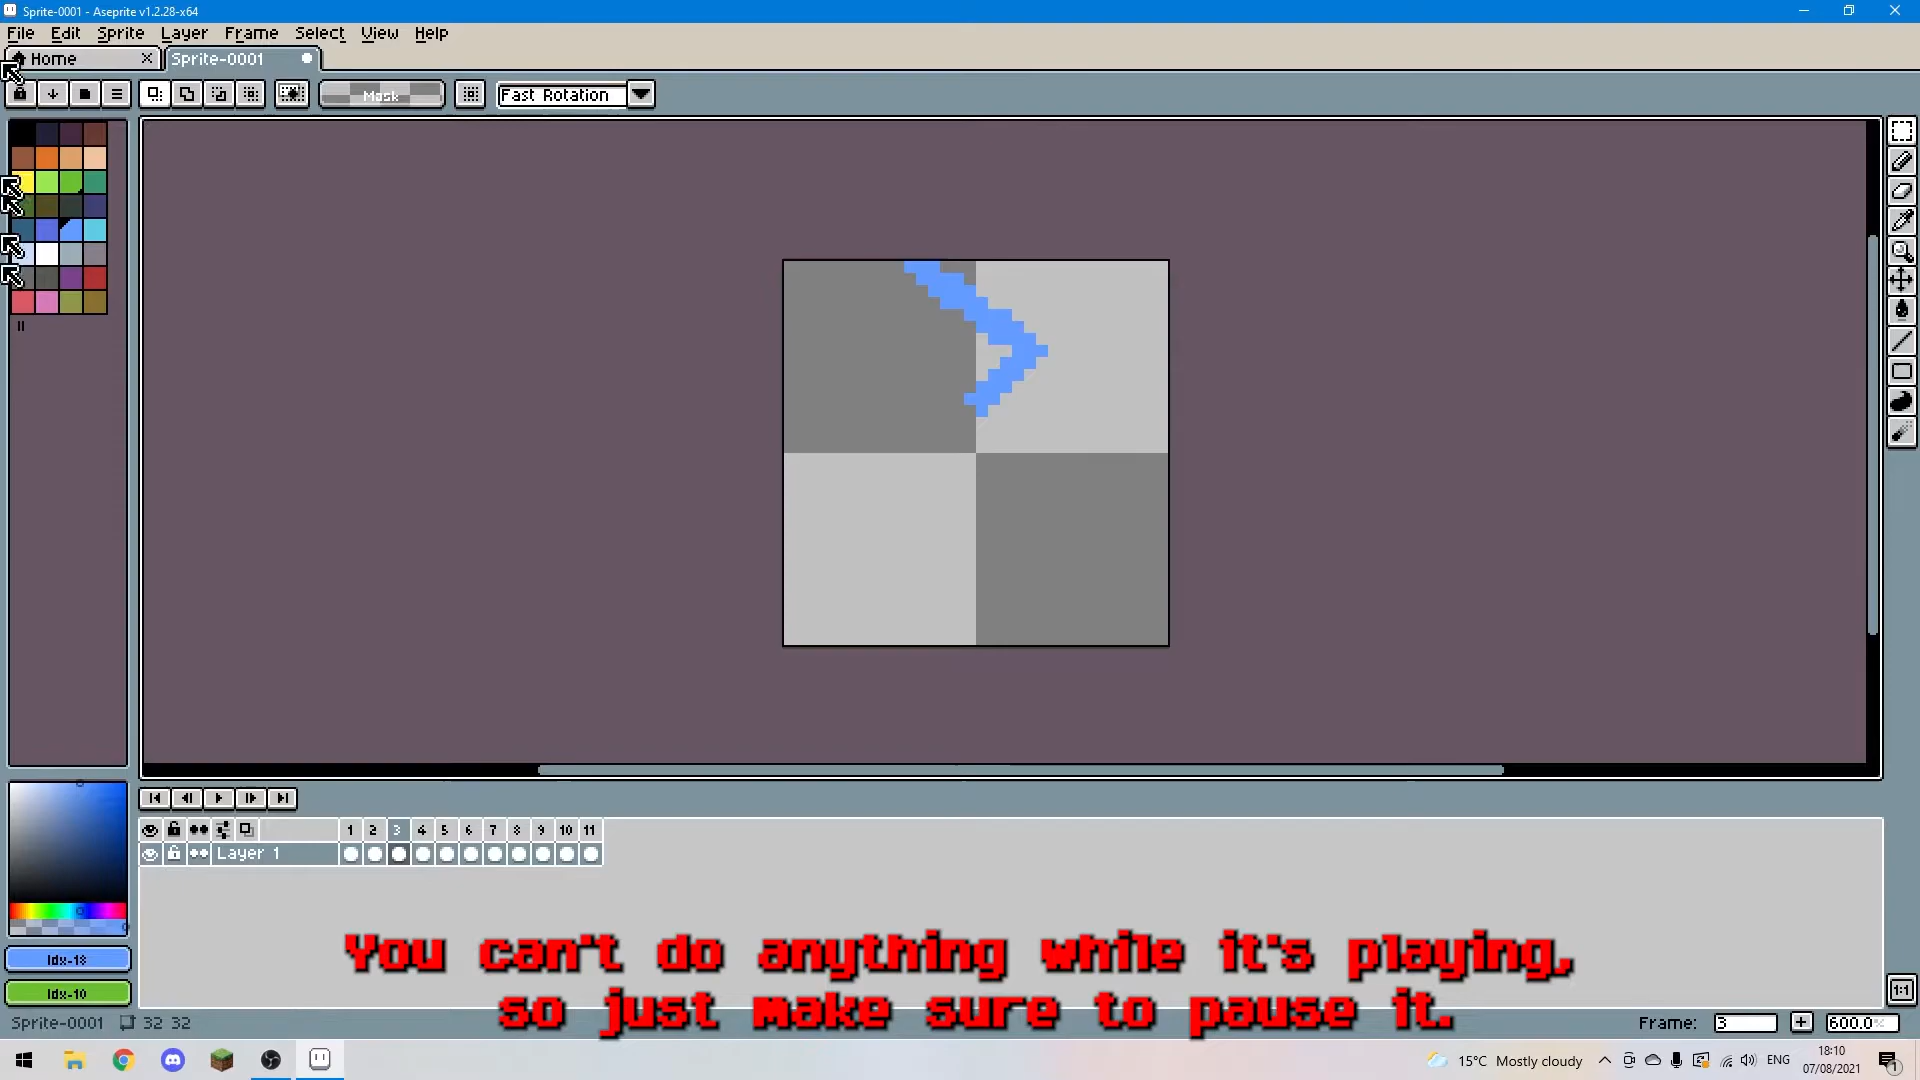 Sprite-0001 - Aseprite v1.2.28-x64
File Edit Sprite Layer Frame Select View Help
Home Sprite-0001
Mask Fast Rotation
1 2 3 4 5 6 7 8 9 10 11
Layer 1
You can't do anything while it's playing,
so just make sure to pause it.
Idx-18
Idx-10
1:1
Sprite-0001 32 32
Frame: 3 600.0%
15°C Mostly cloudy ENG 18:10
07/08/2021 1